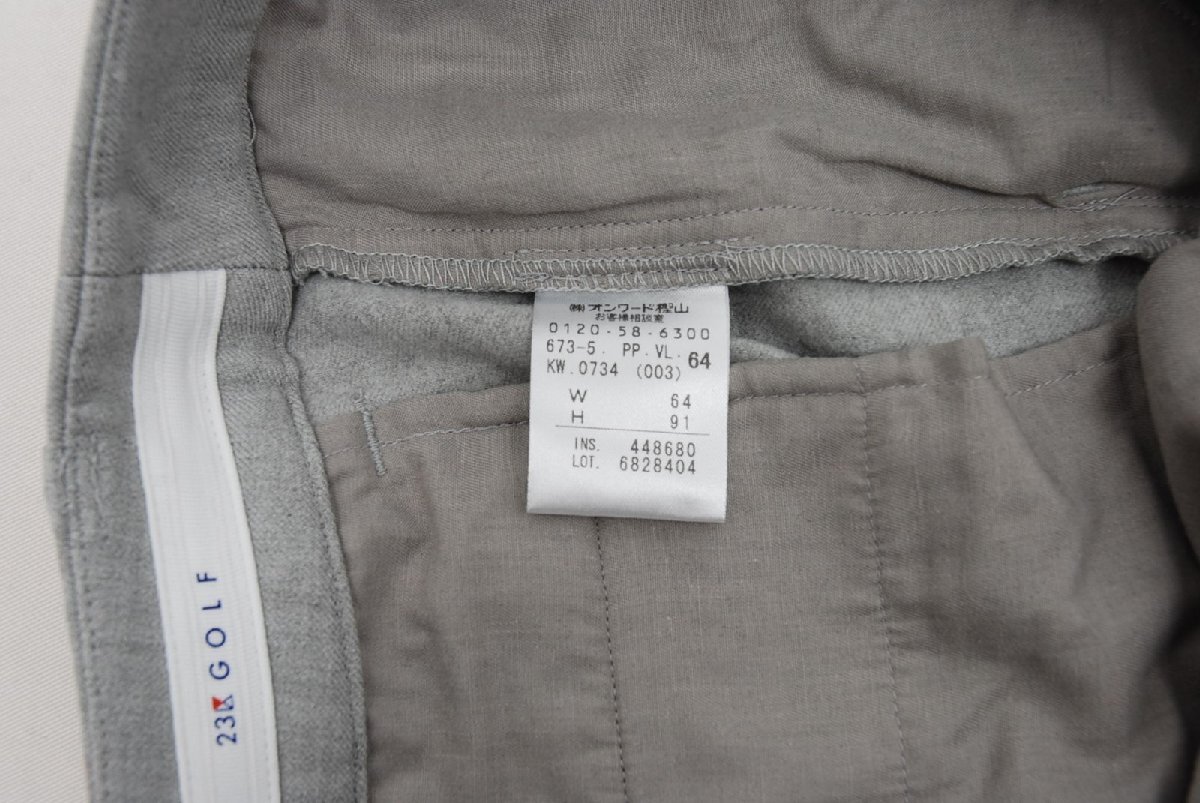 ㈱オンワード樫山
お客様相談室
0120-58-6300
673-5. PP.VL. 64
KW.0734 (003)
W 64
H 91
INS. 448680
LOT. 6828404
23区GOLF